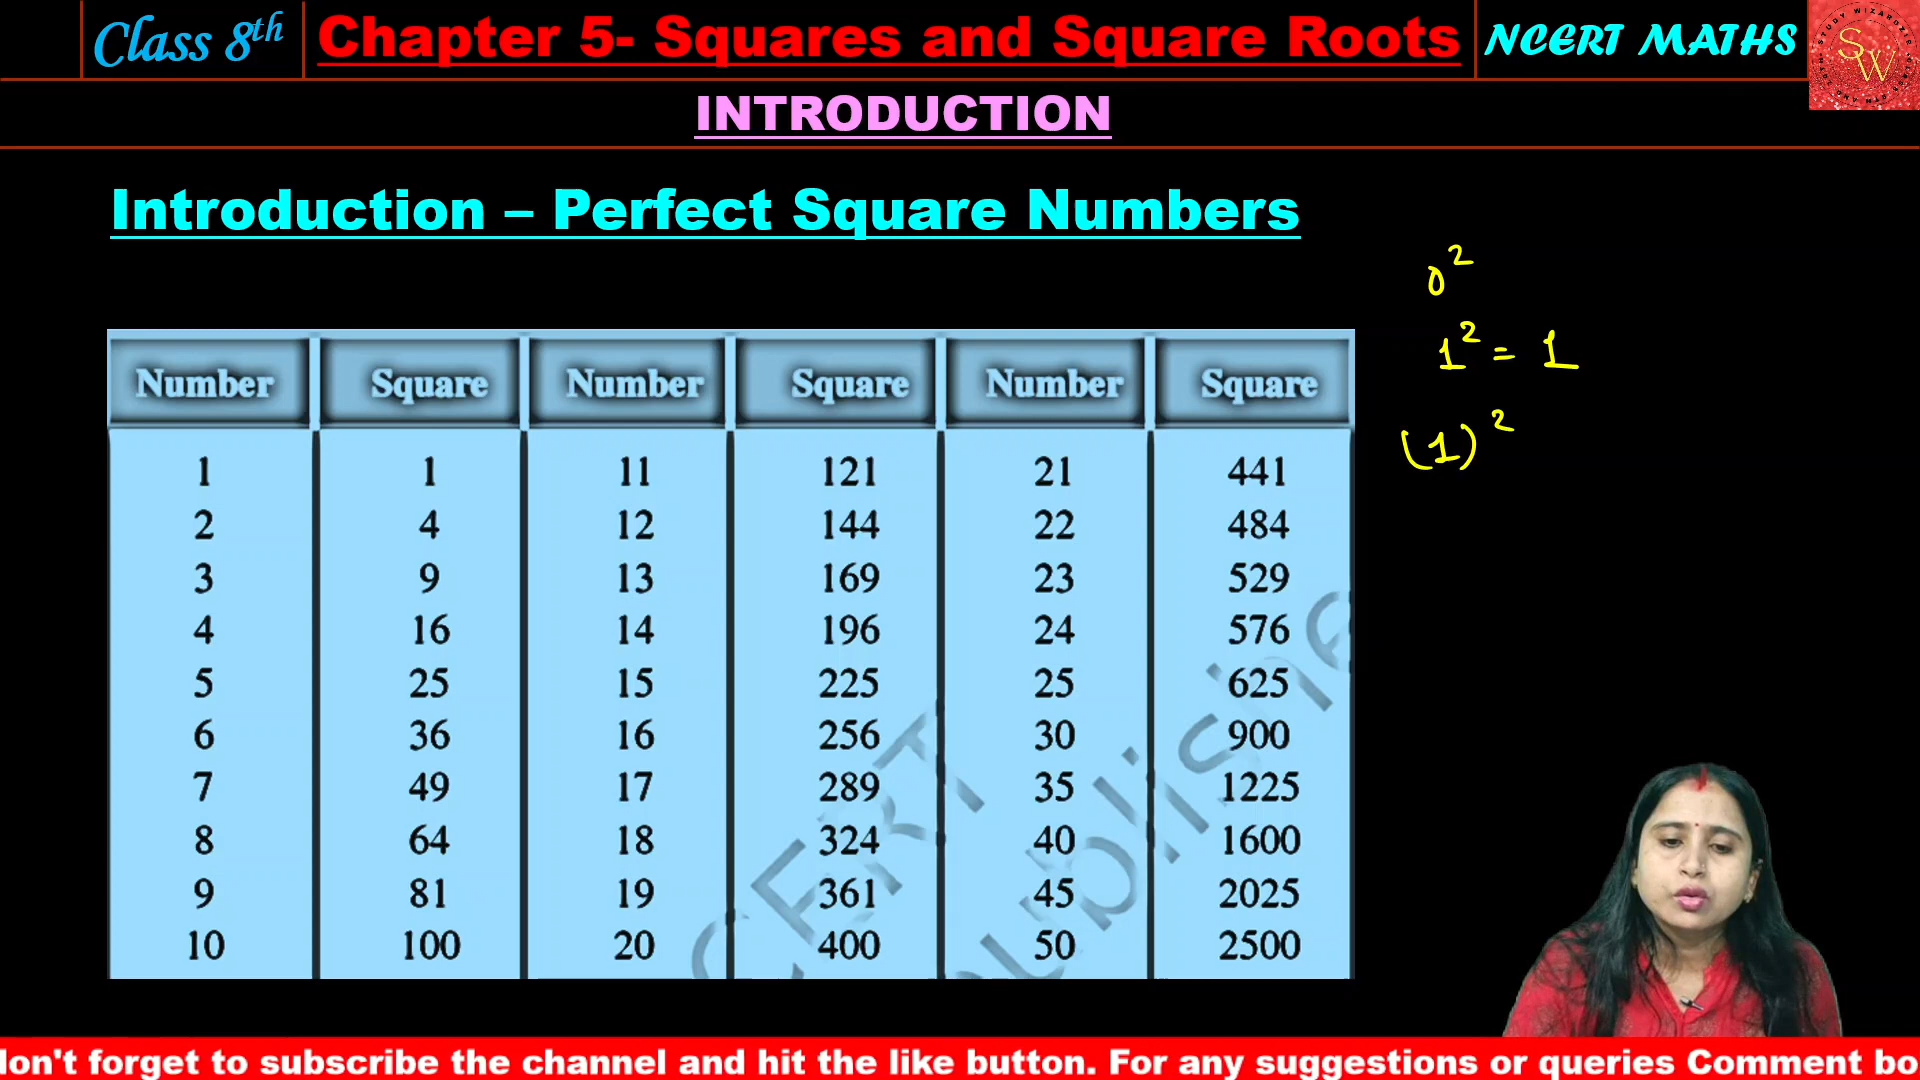 Class 8th Chapter 5- Squares and Square Roots NCERT MATHS
SW
INTRODUCTION
Introduction – Perfect Square Numbers
0²
1² = 1
(1)²
Number Square Number Square Number Square
1 1 11 121 21 441
2 4 12 144 22 484
3 9 13 169 23 529
4 16 14 196 24 576
5 25 15 225 25 625
6 36 16 256 30 900
7 49 17 289 35 1225
8 64 18 324 40 1600
9 81 19 361 45 2025
10 100 20 400 50 2500
don't forget to subscribe the channel and hit the like button. For any suggestions or queries Comment bo